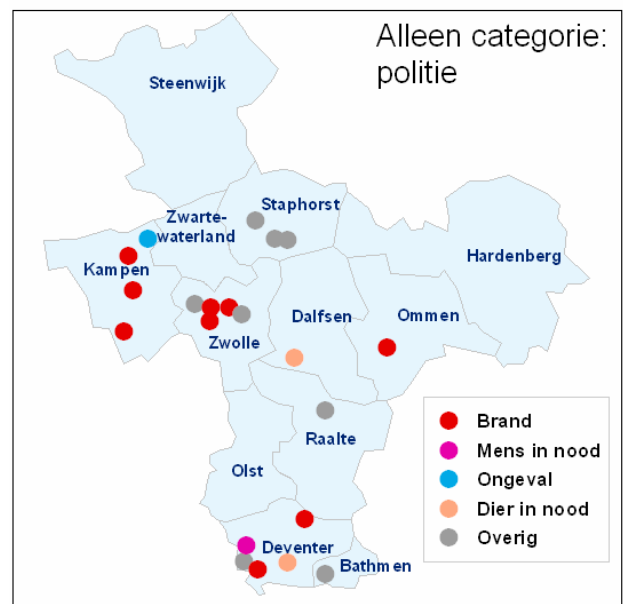 Alleen categorie:
politie
Steenwijk
Zwarte-
waterland
Staphorst
Kampen
Hardenberg
Zwolle
Dalfsen
Ommen
Raalte
Olst
Deventer
Bathmen
Brand
Mens in nood
Ongeval
Dier in nood
Overig